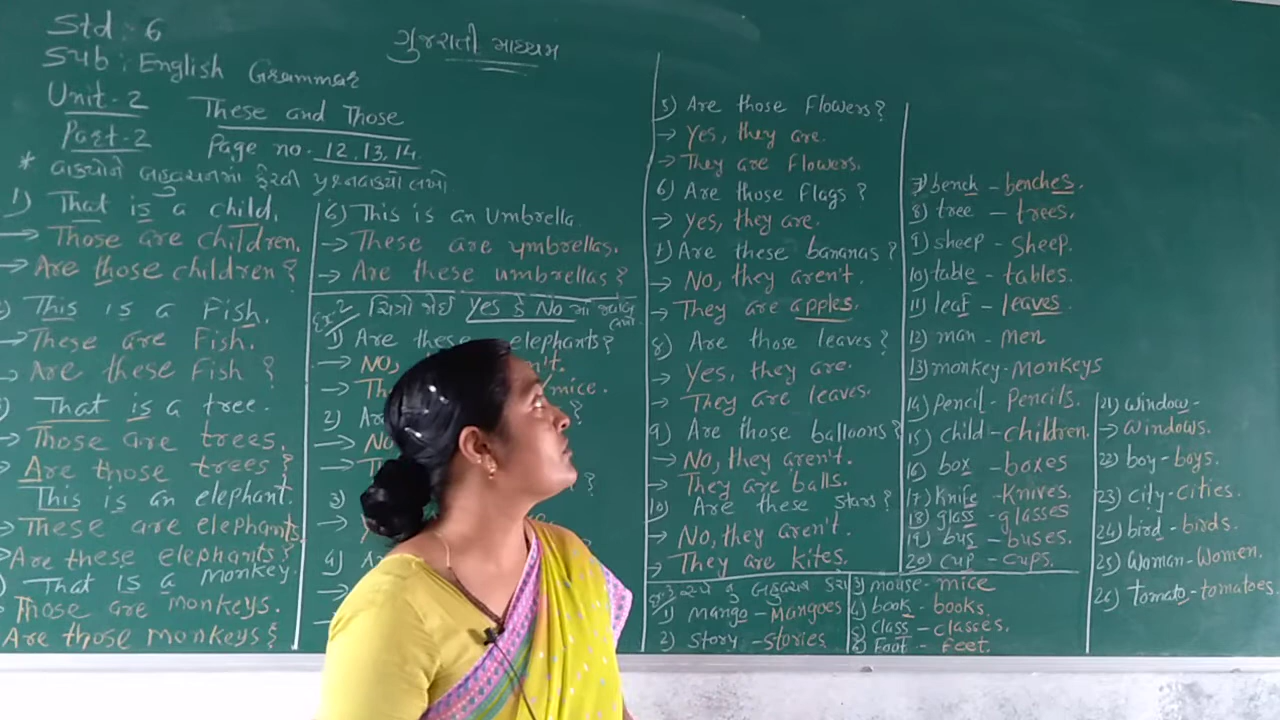 Std : 6
ગુજરાતી માધ્યમ
Sub : English Grammar
Unit-2 These and Those
Part-2 Page no. 12,13,14.
* વાક્યોને બહુવચનમાં ફેરવી પ્રશ્નવાક્યો લખો.
1) That is a child.
→ Those are children.
→ Are those children?
This is a Fish.
→ These are Fish.
→ Are these Fish?
That is a tree.
→ Those are trees.
→ Are those trees?
This is an elephant.
→ These are elephants.
→ Are these elephants?
That is a monkey.
Those are monkeys.
Are those monkeys?
6) This is an Umbrella.
→ These are umbrellas.
→ Are these umbrellas?
Yes કે No માં જવાબ
1) Are these elephants?
→ NO,
→ mice.
2)
→ No
→
3)
→
4)
5) Are those Flowers?
→ Yes, they are.
→ They are Flowers.
6) Are those Flags?
→ Yes, they are.
7) Are these bananas?
→ No, they aren't.
→ They are apples.
8) Are those leaves?
→ Yes, they are.
→ They are leaves.
9) Are those balloons?
→ No, they aren't.
→ They are balls.
10) Are these stars?
→ No, they aren't.
→ They are kites.
1) mango - Mangoes
2) story - stories
3) mouse - mice
4) book - books.
5) class - classes.
6) Foot - Feet.
7) bench - benches.
8) tree - trees.
9) sheep - sheep.
10) table - tables.
11) leaf - leaves
12) man - men
13) monkey - monkeys
14) Pencil - Pencils.
15) child - children.
16) box - boxes
17) Knife - Knives.
18) glass - glasses
19) bus - buses.
20) cup - cups.
21) window -
→ windows.
22) boy - boys.
23) city - cities.
24) bird - birds.
25) Woman - Women.
26) tomato - tomatoes.